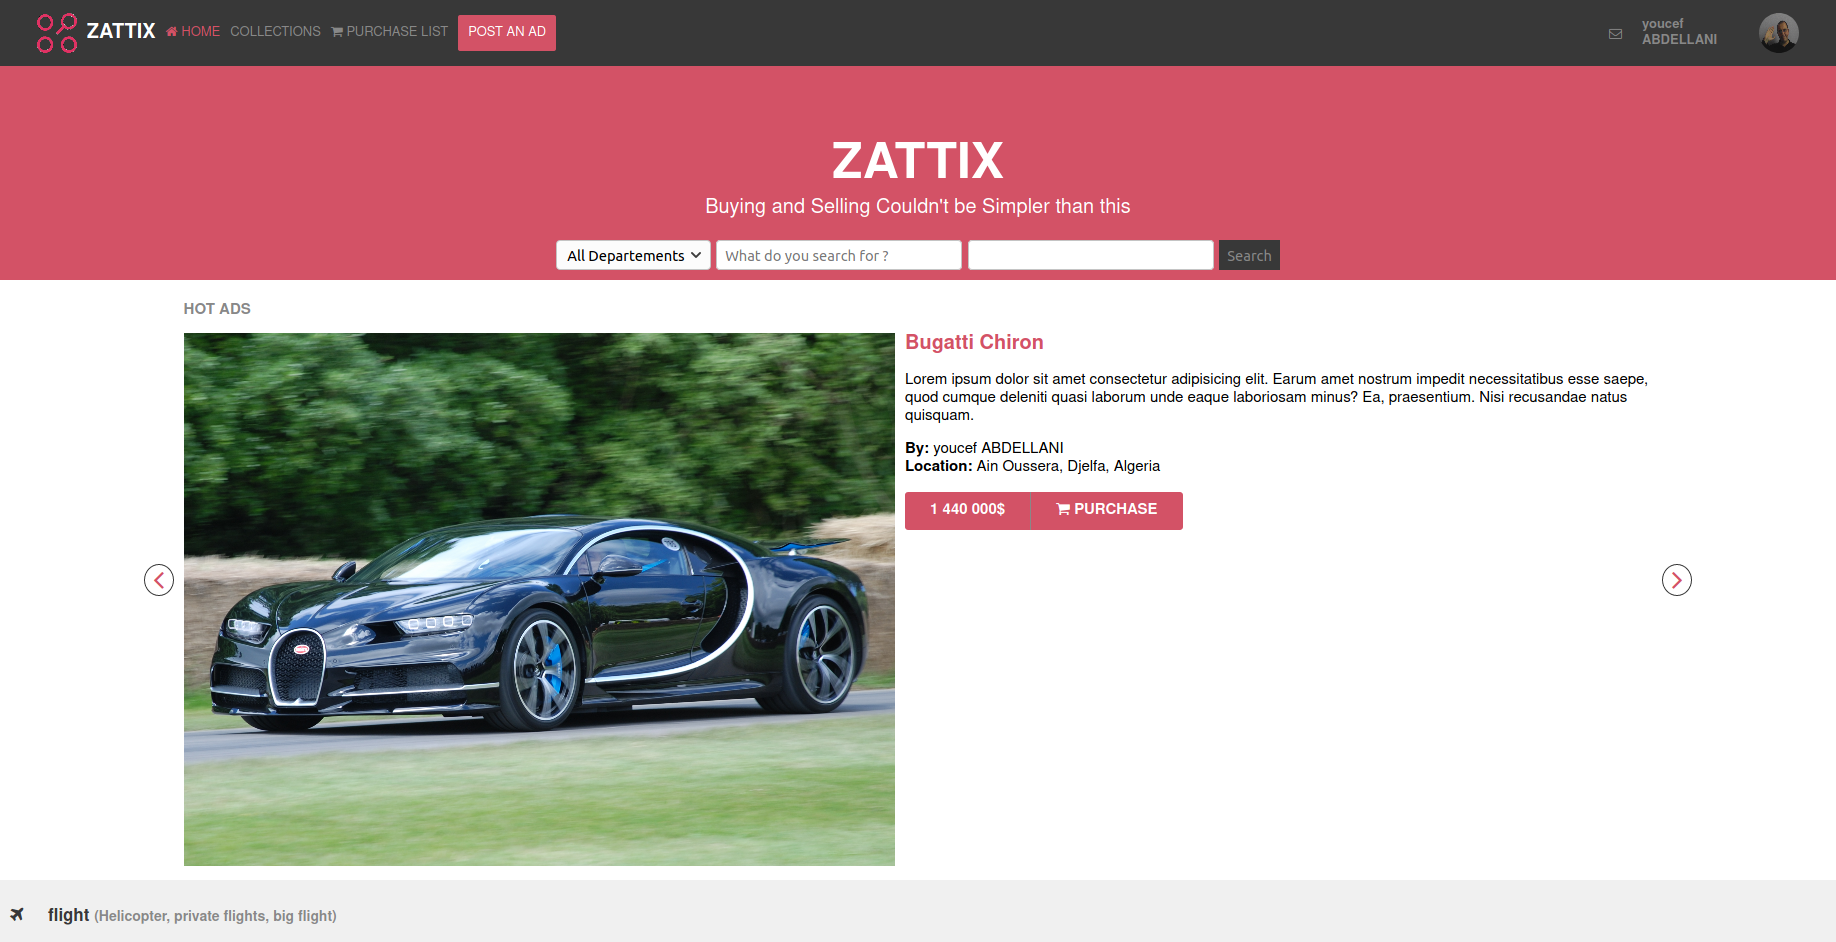 ZATTIX HOME COLLECTIONS PURCHASE LIST POST AN AD
youcef
ABDELLANI
ZATTIX
Buying and Selling Couldn't be Simpler than this
All Departements What do you search for ? Search
HOT ADS
Bugatti Chiron
Lorem ipsum dolor sit amet consectetur adipisicing elit. Earum amet nostrum impedit necessitatibus esse saepe,
quod cumque deleniti quasi laborum unde eaque laboriosam minus? Ea, praesentium. Nisi recusandae natus
quisquam.
By: youcef ABDELLANI
Location: Ain Oussera, Djelfa, Algeria
1 440 000$ PURCHASE
flight (Helicopter, private flights, big flight)